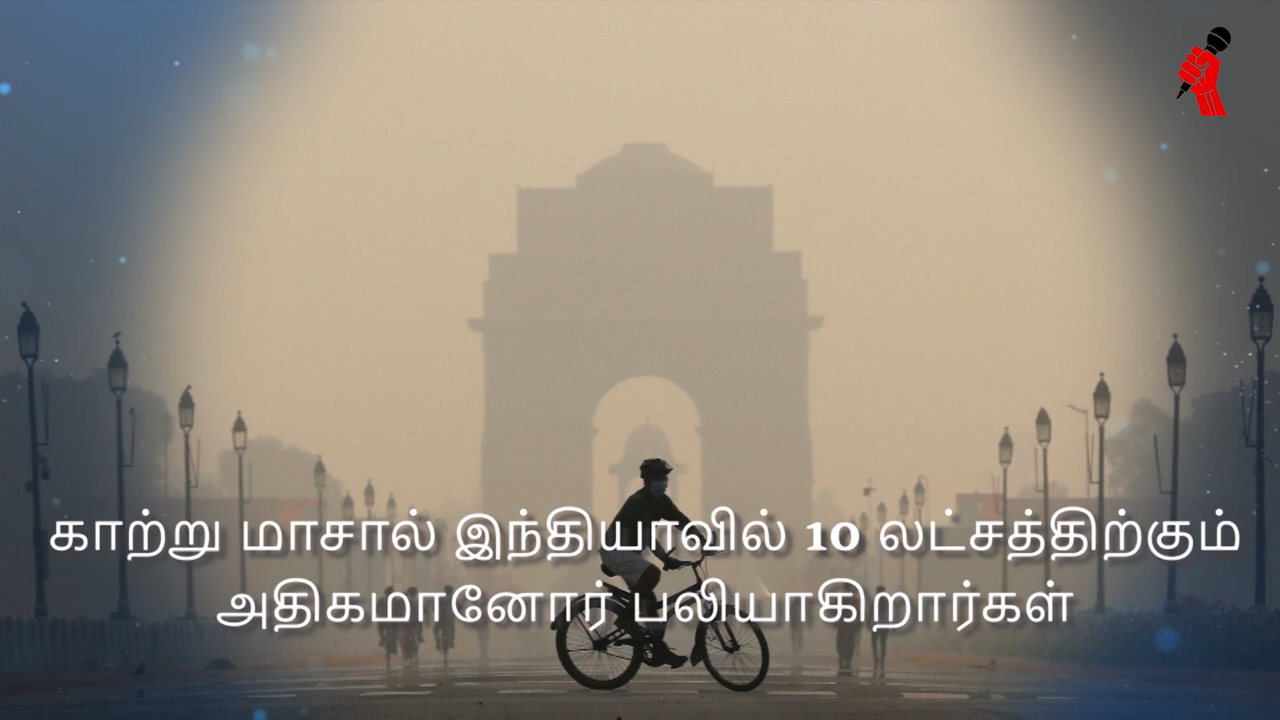 காற்று மாசால் இந்தியாவில் 10 லட்சத்திற்கும்
அதிகமானோர் பலியாகிறார்கள்